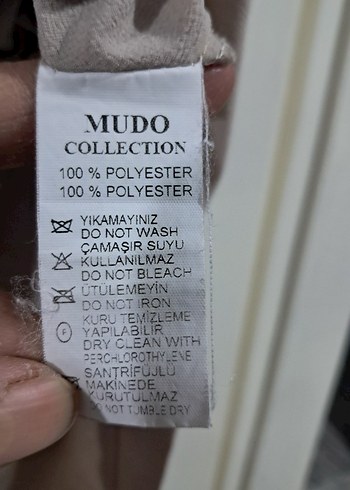 MUDO
COLLECTION
100 % POLYESTER
100 % POLYESTER
YIKAMAYINIZ
DO NOT WASH
ÇAMAŞIR SUYU
KULLANILMAZ
DO NOT BLEACH
ÜTÜLEMEYİN
DO NOT IRON
KURU TEMİZLEME
YAPILABİLİR
DRY CLEAN WITH
PERCHLOROTHYLENE
SANTRİFÜJLÜ
MAKİNEDE
KURUTULMAZ
DO NOT TUMBLE DRY